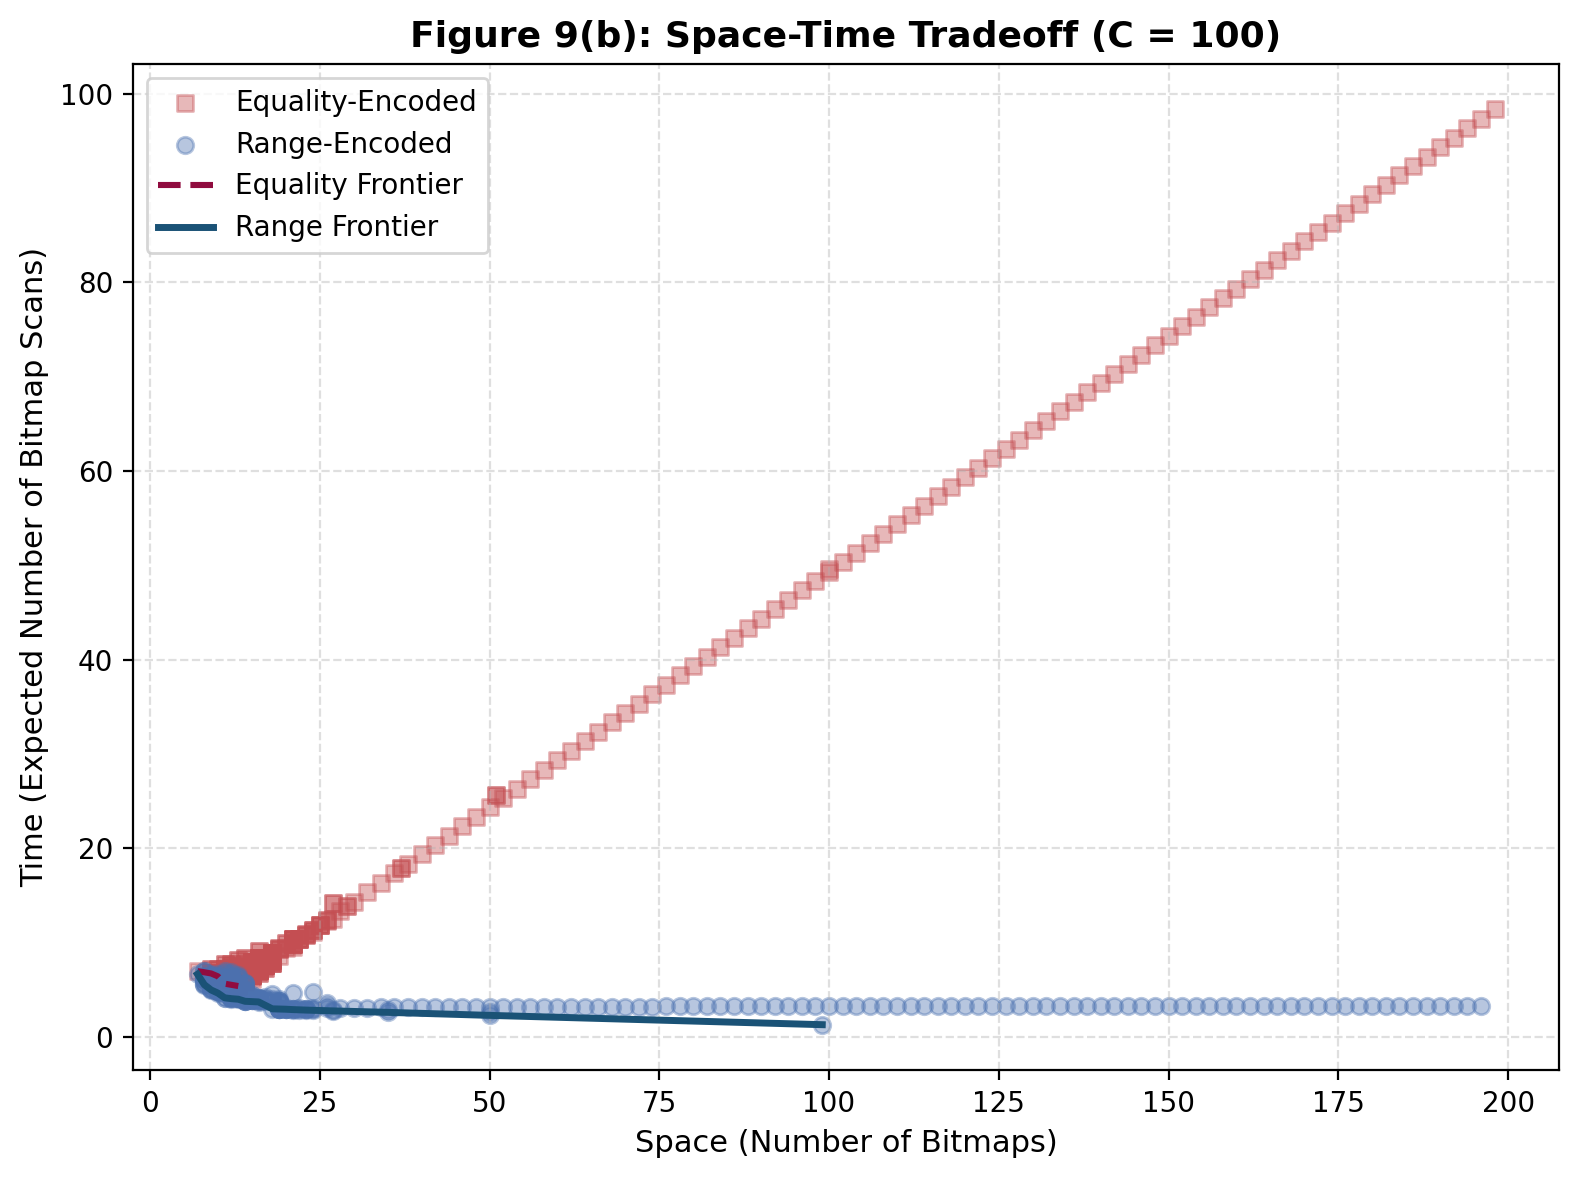 Figure 9(b): Space-Time Tradeoff (C = 100)
Equality-Encoded
Range-Encoded
Equality Frontier
Range Frontier
Time (Expected Number of Bitmap Scans)
100
80
60
40
20
0
0 25 50 75 100 125 150 175 200
Space (Number of Bitmaps)